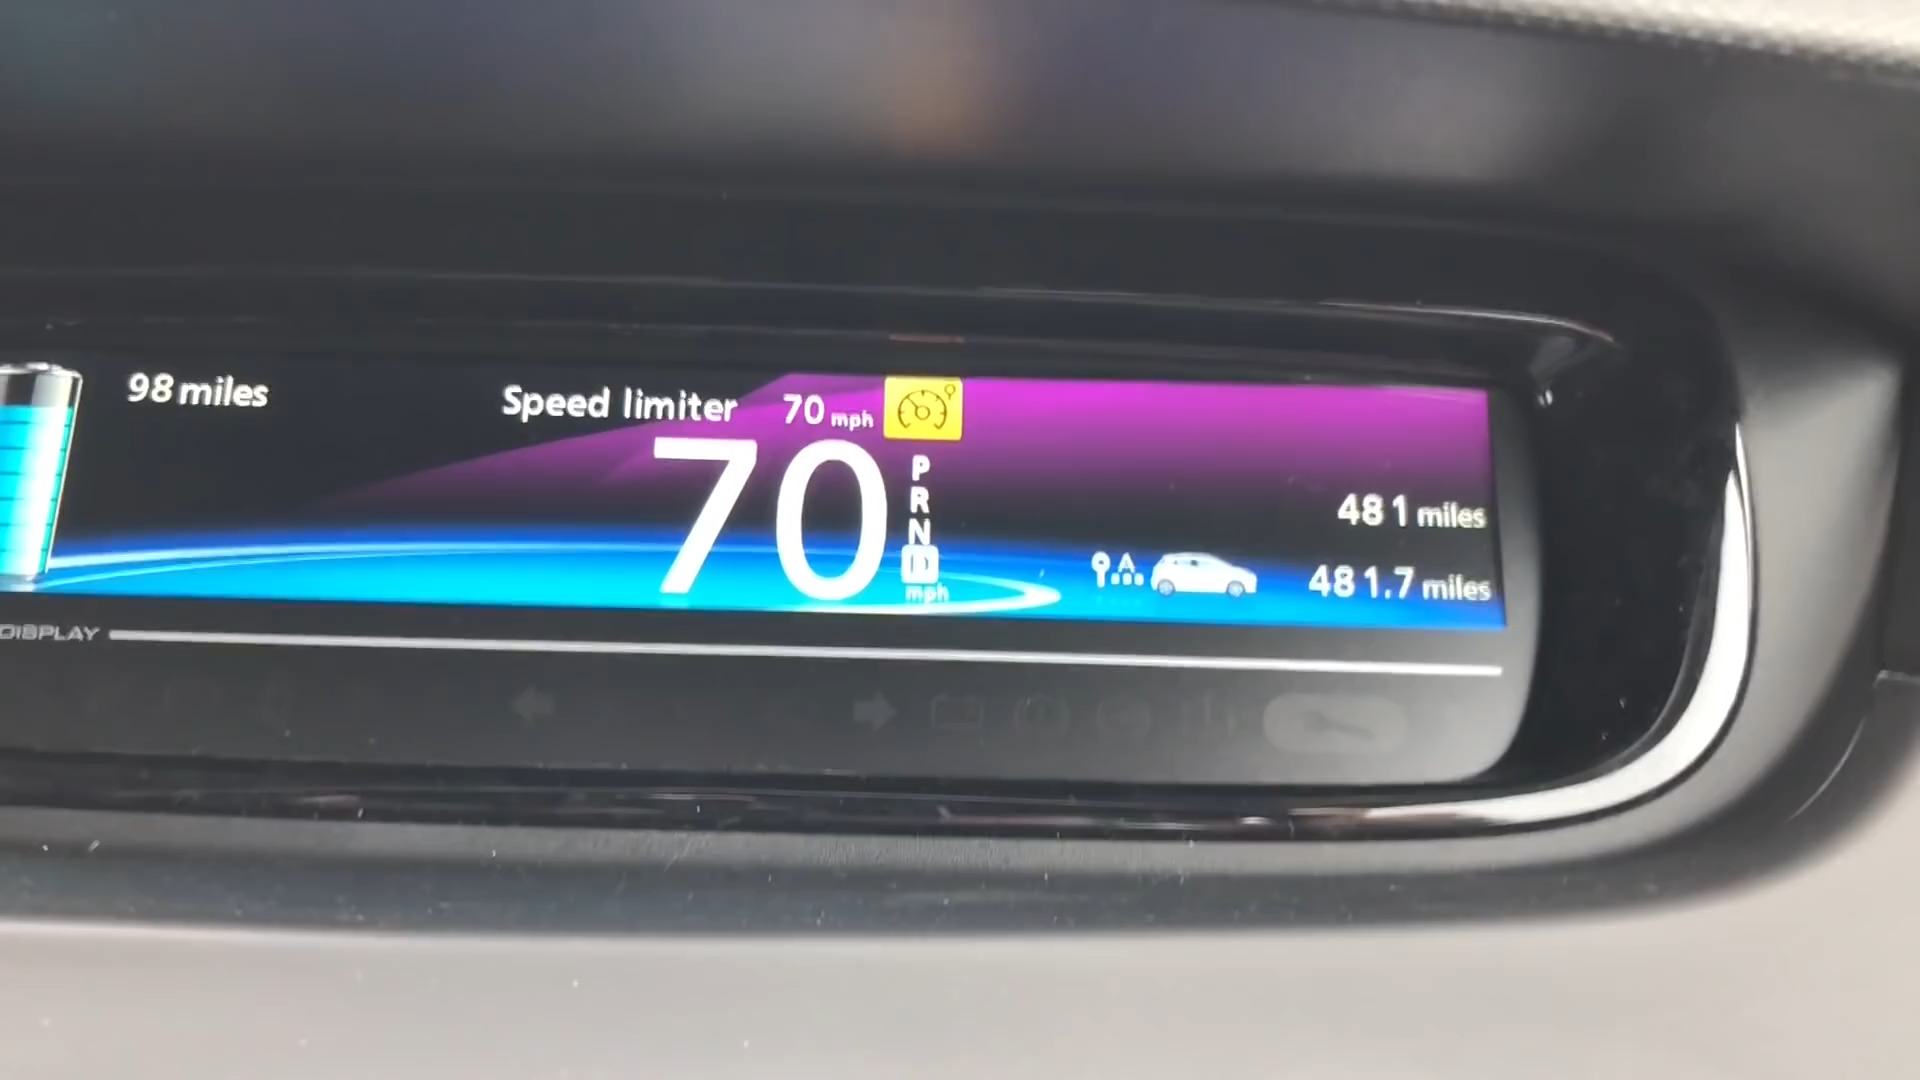 98 miles
Speed limiter 70 mph
70
P
R
N
D
mph
481 miles
A
481.7 miles
DISPLAY